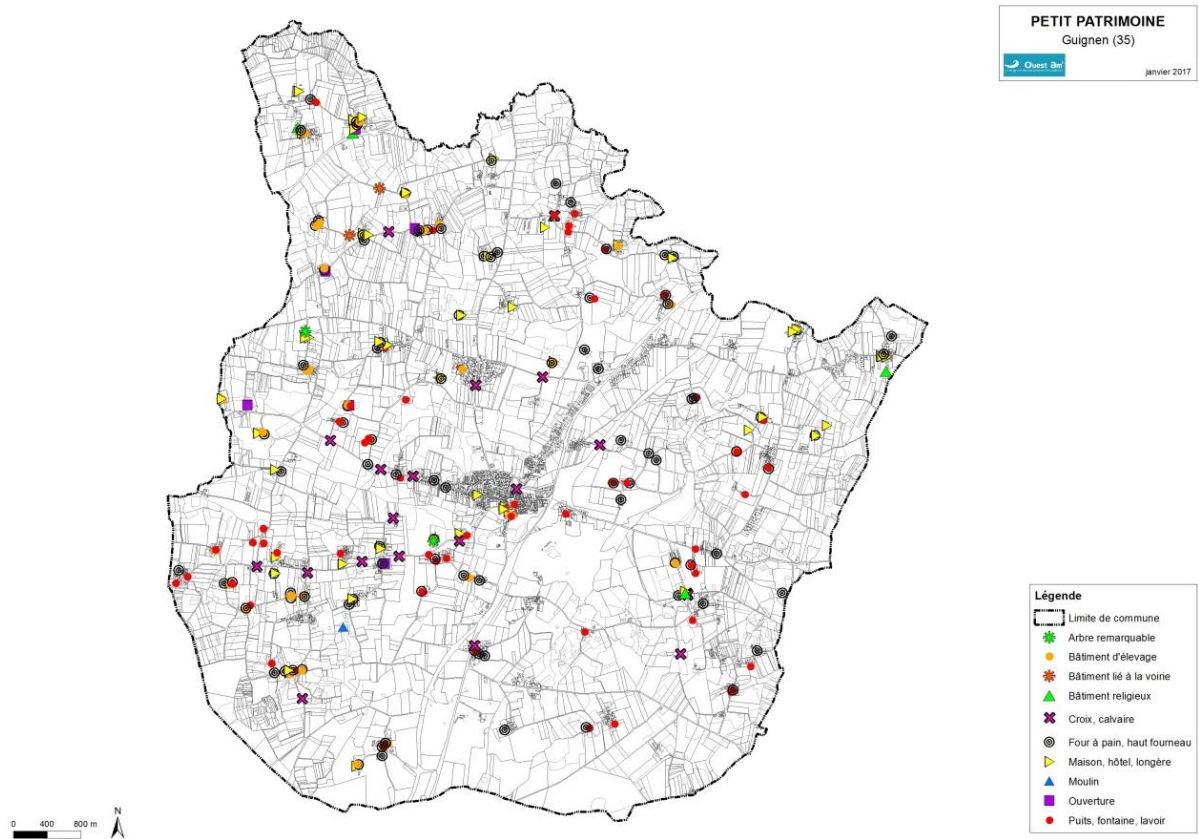 PETIT PATRIMOINE
Guignen (35)
Ouest am'
janvier 2017
Légende
Limite de commune
Arbre remarquable
Bâtiment d'élevage
Bâtiment lié à la voirie
Bâtiment religieux
Croix, calvaire
Four à pain, haut fourneau
Maison, hôtel, longère
Moulin
Ouverture
Puits, fontaine, lavoir
0 400 800 m
N